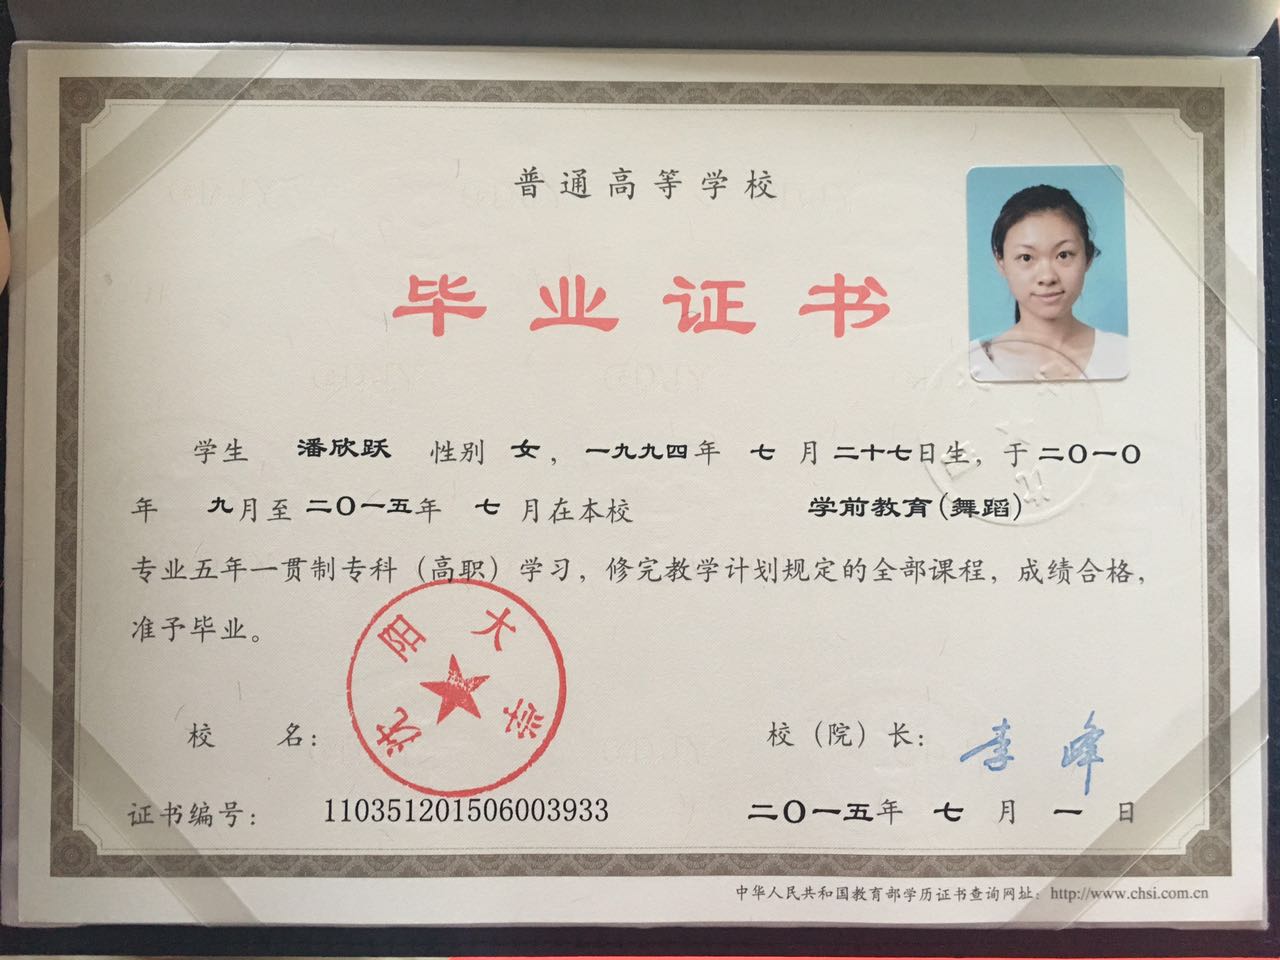 普通高等学校
毕业证书
学生 潘欣跃 性别 女，一九九四年 七 月 二十七日生，于 二〇一〇
年 九月至 二〇一五年 七 月在本校 学前教育(舞蹈)
专业五年一贯制专科（高职）学习，修完教学计划规定的全部课程，成绩合格，
准予毕业。
沈阳大学
校 名： 校（院）长： 李峰
证书编号： 110351201506003933 二〇一五年 七 月 一 日
中华人民共和国教育部学历证书查询网址：http://www.chsi.com.cn